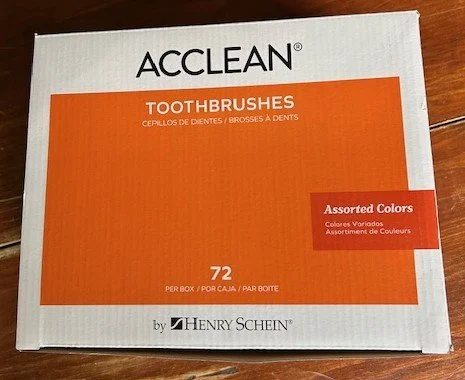 ACCLEAN®
TOOTHBRUSHES
CEPILLOS DE DIENTES / BROSSES À DENTS
Assorted Colors
Colores Variados
Assortiment de Couleurs
72
PER BOX / POR CAJA / PAR BOITE
by HENRY SCHEIN®